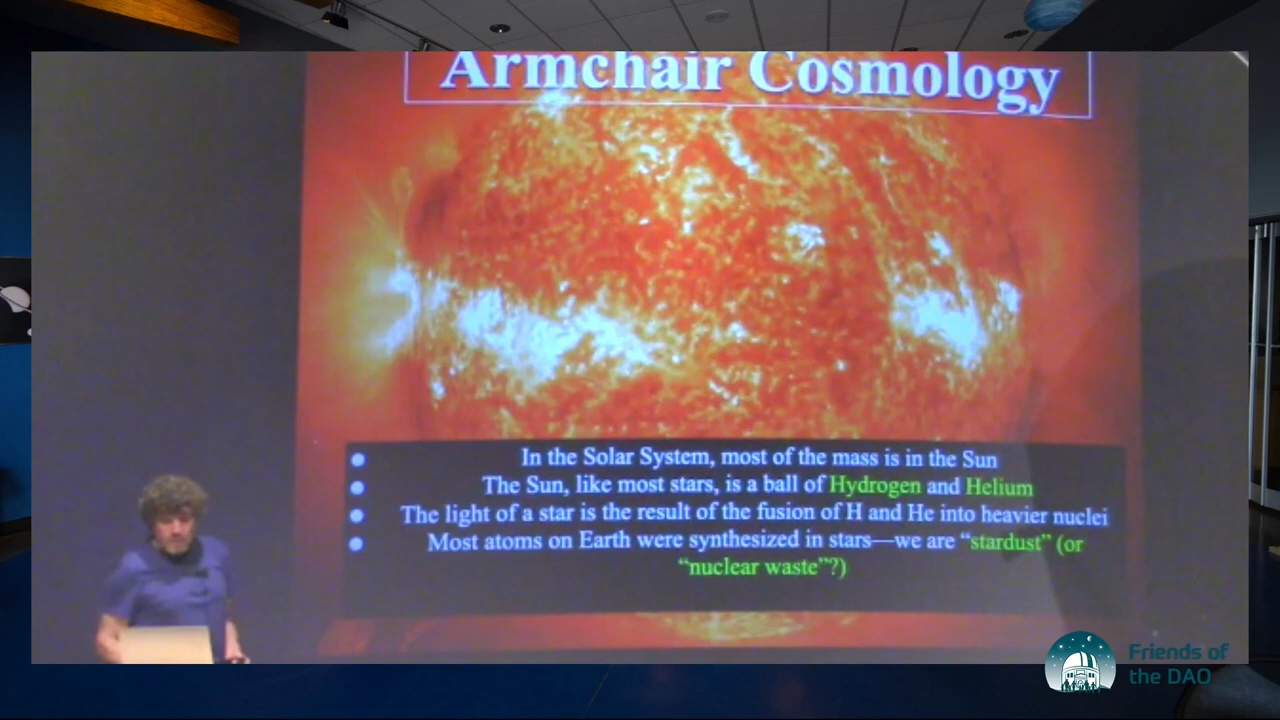 Armchair Cosmology
In the Solar System, most of the mass is in the Sun
The Sun, like most stars, is a ball of Hydrogen and Helium
The light of a star is the result of the fusion of H and He into heavier nuclei
Most atoms on Earth were synthesized in stars—we are “stardust” (or
“nuclear waste”?)
Friends of
the DAO